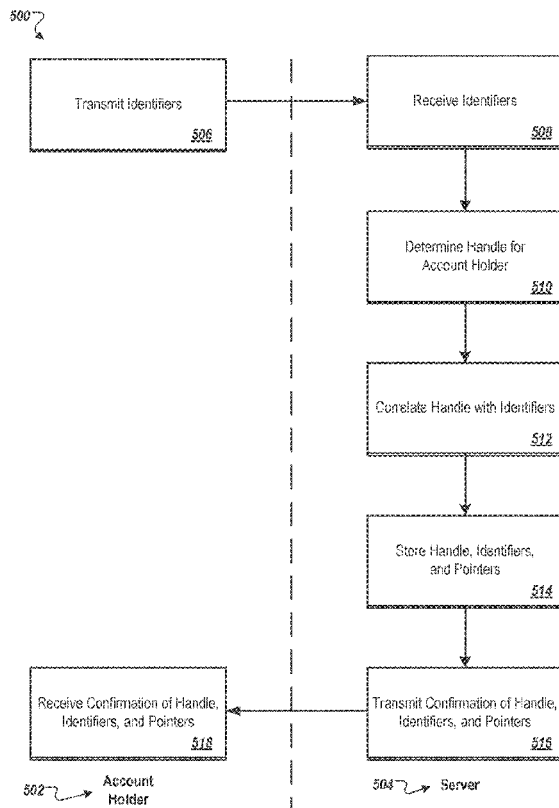 500
Transmit Identifiers
506
Receive Identifiers
508
Determine Handle for
Account Holder
510
Correlate Handle with Identifiers
512
Store Handle, Identifiers,
and Pointers
514
Receive Confirmation of Handle,
Identifiers, and Pointers
518
Transmit Confirmation of Handle,
Identifiers, and Pointers
516
502
Account
Holder
504
Server